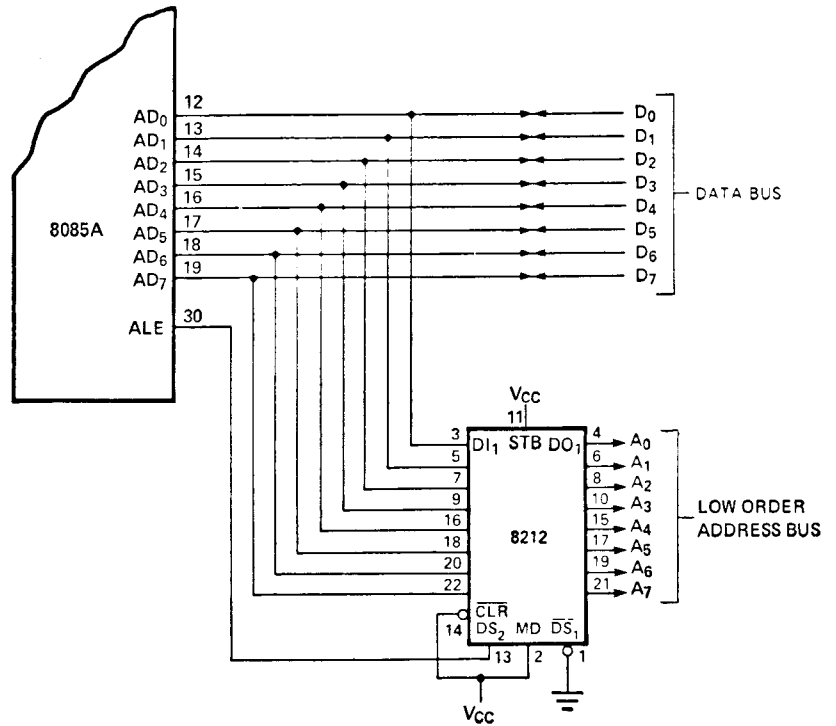 12
AD0
13
AD1
14
AD2
15
AD3
16
AD4
17
AD5
18
AD6
19
AD7
8085A
30
ALE
D0
D1
D2
D3
D4
D5
D6
D7
DATA BUS
VCC
11
3 DI1 STB DO1 4 A0
5 6 A1
7 8 A2
9 10 A3
16 15 A4
18 8212 17 A5
20 19 A6
22 21 A7
LOW ORDER
ADDRESS BUS
CLR
14 DS2 MD DS1
13 2 1
VCC